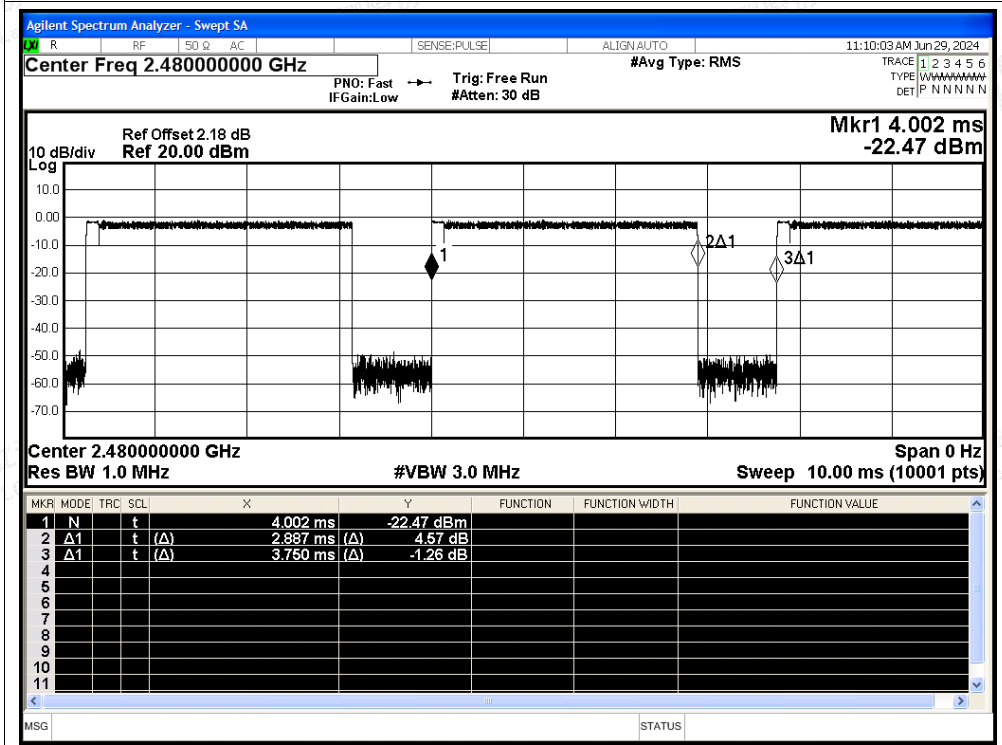 Agilent Spectrum Analyzer - Swept SA
LXI R RF 50 Ω AC SENSE:PULSE ALIGN AUTO 11:10:03 AM Jun 29, 2024
Center Freq 2.480000000 GHz #Avg Type: RMS TRACE 1 2 3 4 5 6
PNO: Fast Trig: Free Run TYPE W
IFGain:Low #Atten: 30 dB DET P N N N N N
Mkr1 4.002 ms
Ref Offset 2.18 dB
10 dB/div Ref 20.00 dBm -22.47 dBm
Log
10.0
0.00
-10.0
2Δ1
1
3Δ1
-20.0
-30.0
-40.0
-50.0
-60.0
-70.0
Center 2.480000000 GHz Span 0 Hz
Res BW 1.0 MHz #VBW 3.0 MHz Sweep 10.00 ms (10001 pts)
MKR MODE TRC SCL X Y FUNCTION FUNCTION WIDTH FUNCTION VALUE
1 N t 4.002 ms -22.47 dBm
2 Δ1 t (Δ) 2.887 ms (Δ) 4.57 dB
3 Δ1 t (Δ) 3.750 ms (Δ) -1.26 dB
4
5
6
7
8
9
10
11
MSG STATUS